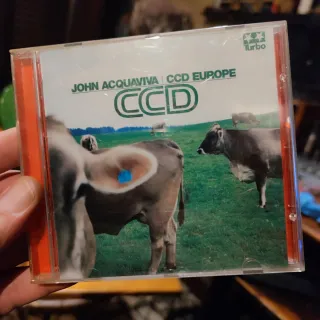 turbo
JOHN ACQUAVIVA | CCD EUROPE
CCD